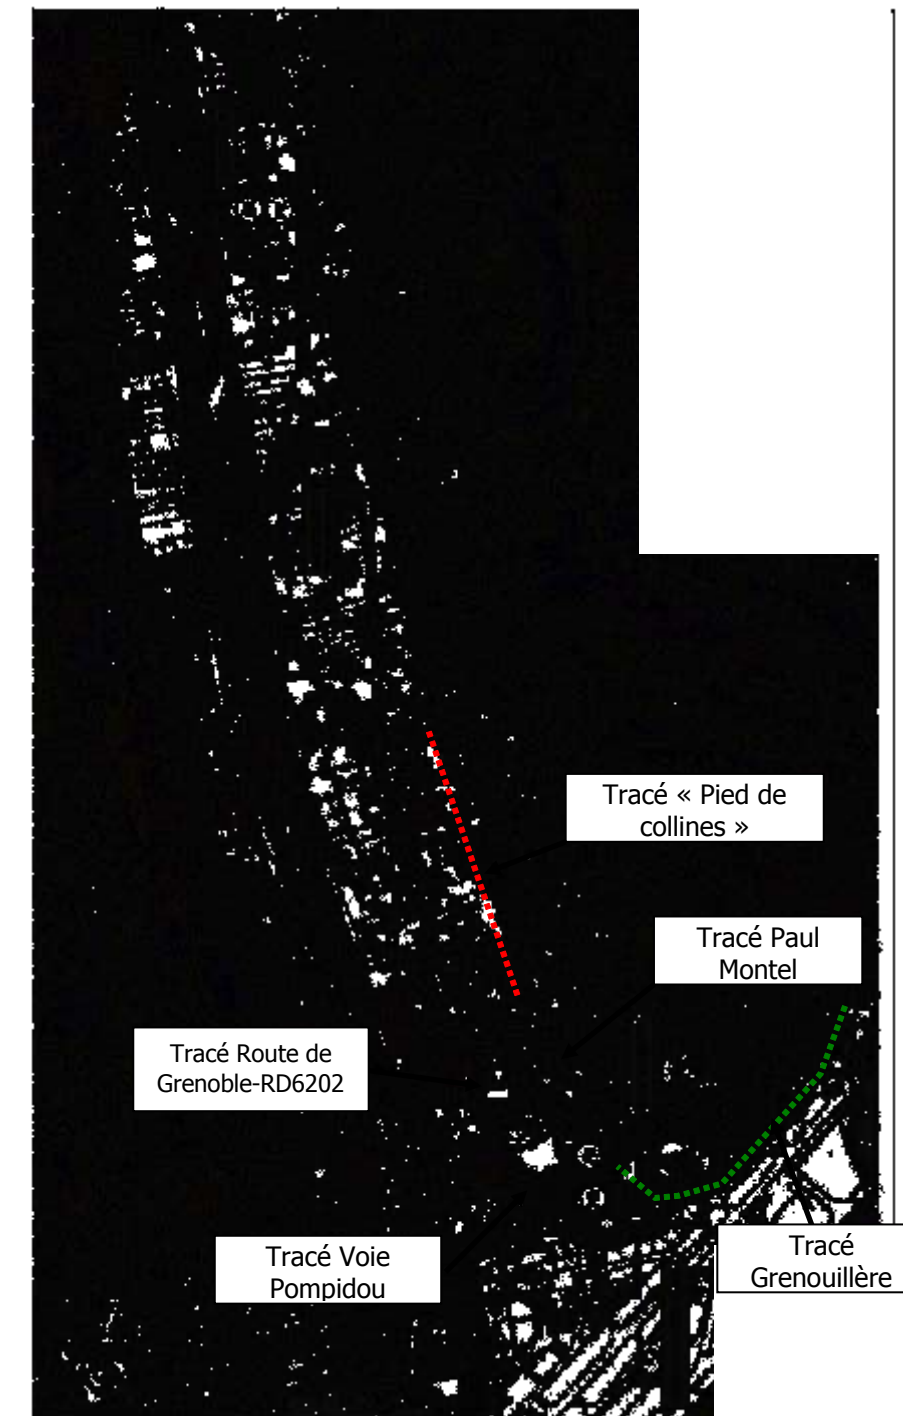 Tracé « Pied de
collines »
Tracé Paul
Montel
Tracé Route de
Grenoble-RD6202
Tracé
Grenouillère
Tracé Voie
Pompidou